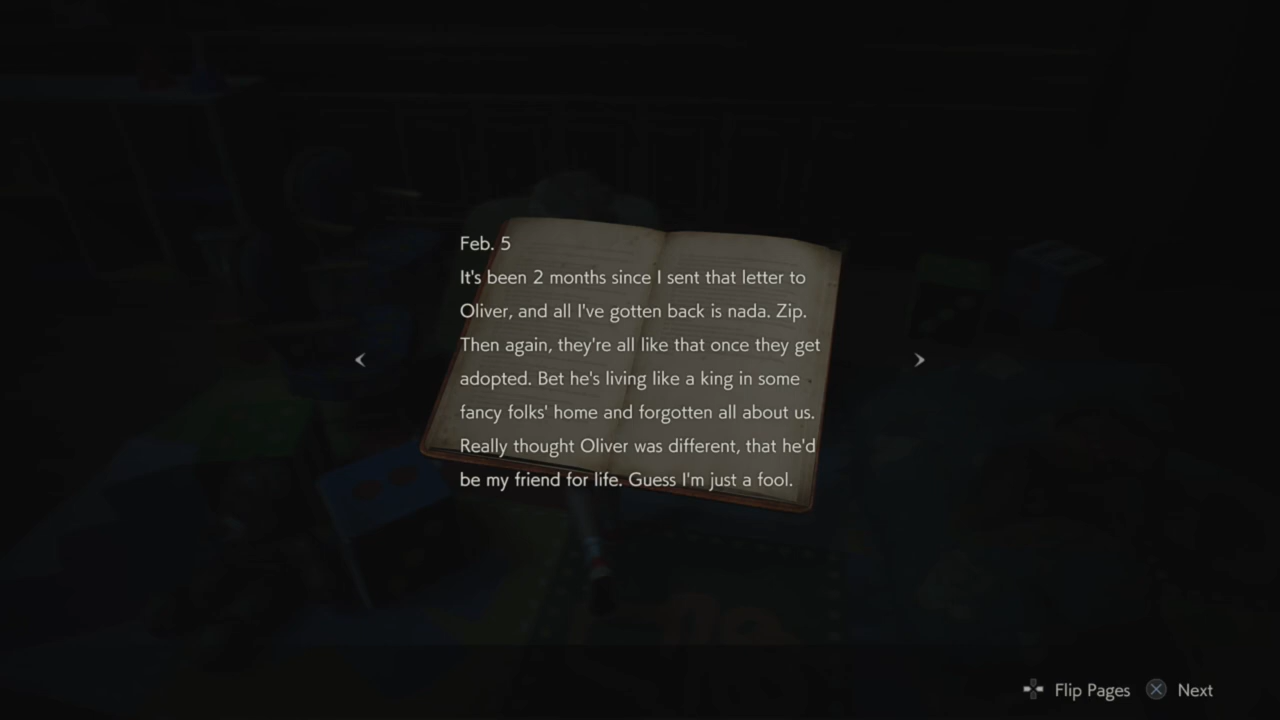 Feb. 5
It's been 2 months since I sent that letter to
Oliver, and all I've gotten back is nada. Zip.
Then again, they're all like that once they get
adopted. Bet he's living like a king in some
fancy folks' home and forgotten all about us.
Really thought Oliver was different, that he'd
be my friend for life. Guess I'm just a fool.
Flip Pages Next